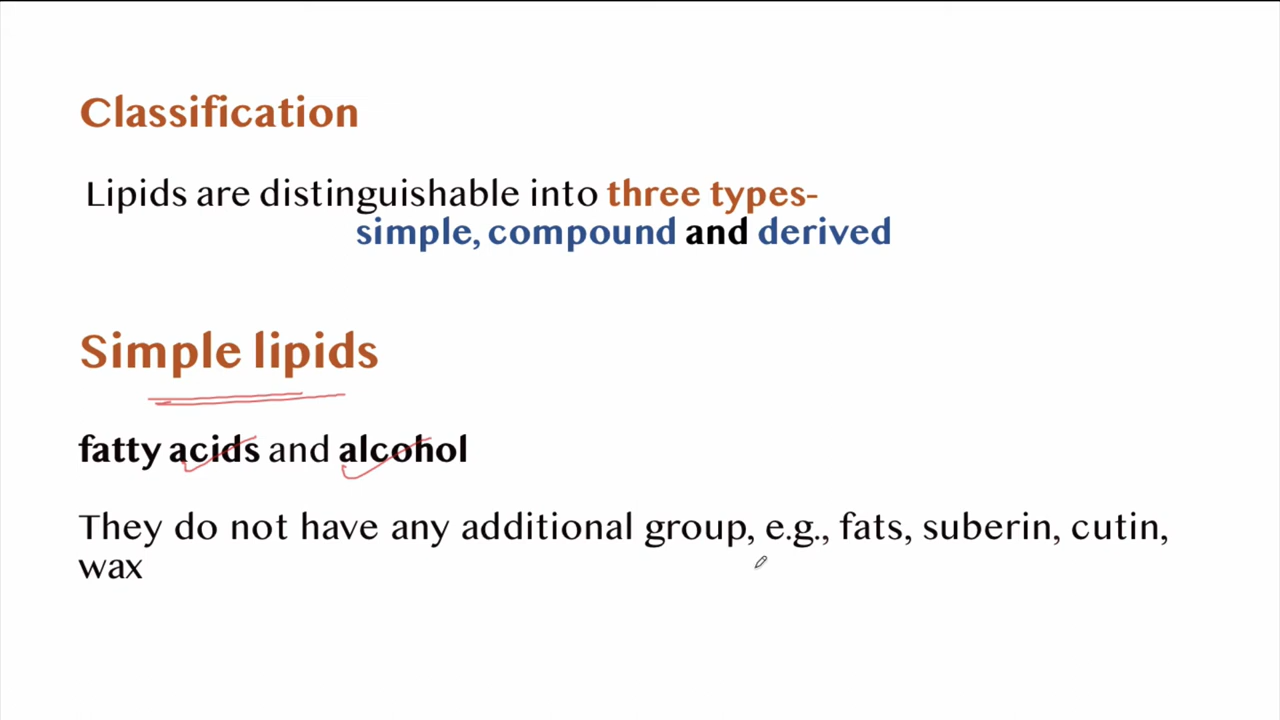 Classification
Lipids are distinguishable into three types-
simple, compound and derived
Simple lipids
fatty acids and alcohol
They do not have any additional group, e.g., fats, suberin, cutin,
wax